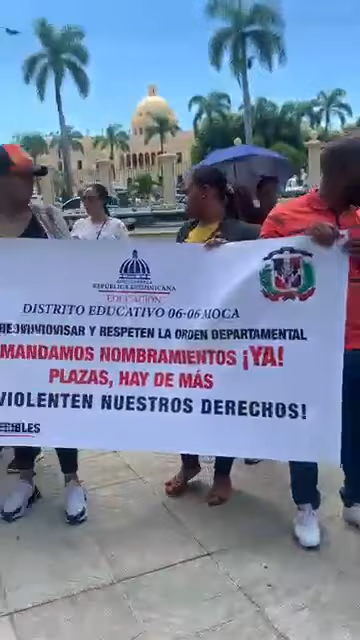 REPÚBLICA DOMINICANA
EDUCACIÓN
DISTRITO EDUCATIVO 06-06 MOCA
Y RESPETEN LA ORDEN DEPARTAMENTAL
MANDAMOS NOMBRAMIENTOS ¡YA!
PLAZAS, HAY DE MÁS
VIOLENTEN NUESTROS DERECHOS!